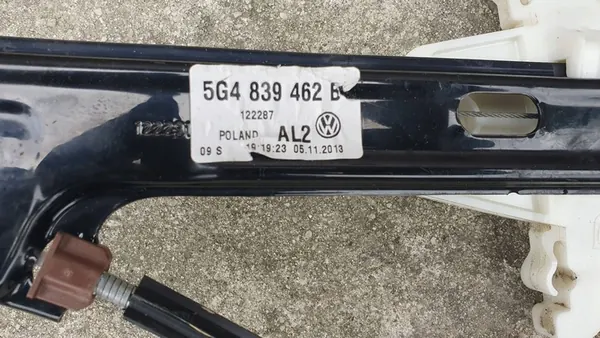 5G4 839 462 B
122287
POLAND AL2
09 S 19:23 05.11.2013